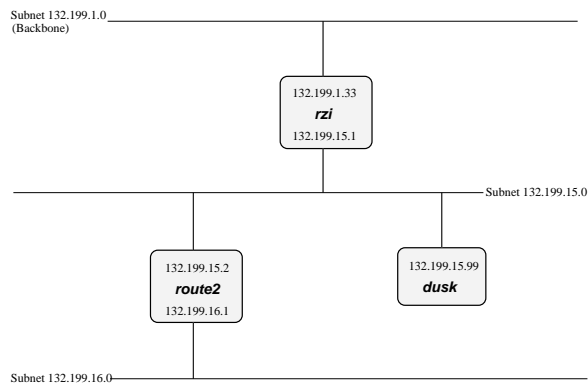 Subnet 132.199.1.0
(Backbone)
132.199.1.33
rzi
132.199.15.1
Subnet 132.199.15.0
132.199.15.2
route2
132.199.16.1
132.199.15.99
dusk
Subnet 132.199.16.0